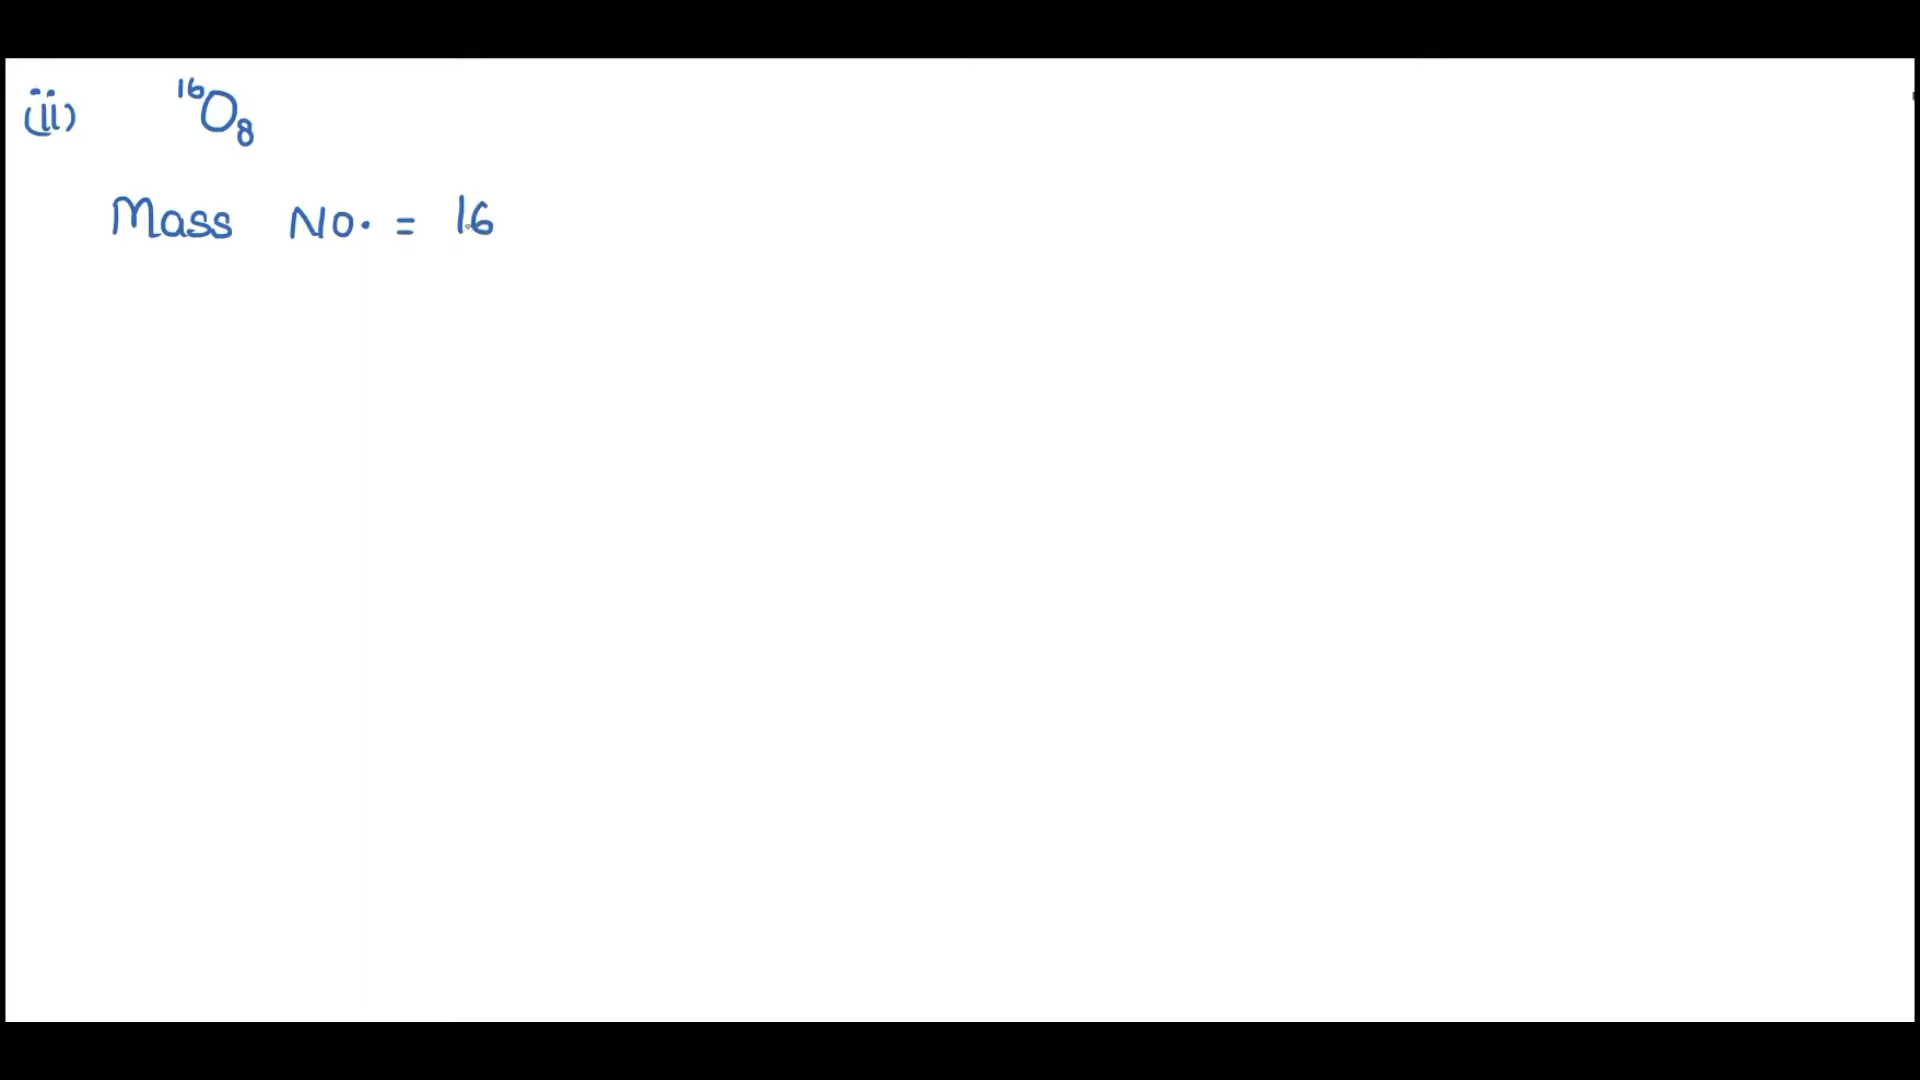 (ii) ¹⁶O₈
Mass No. = 16